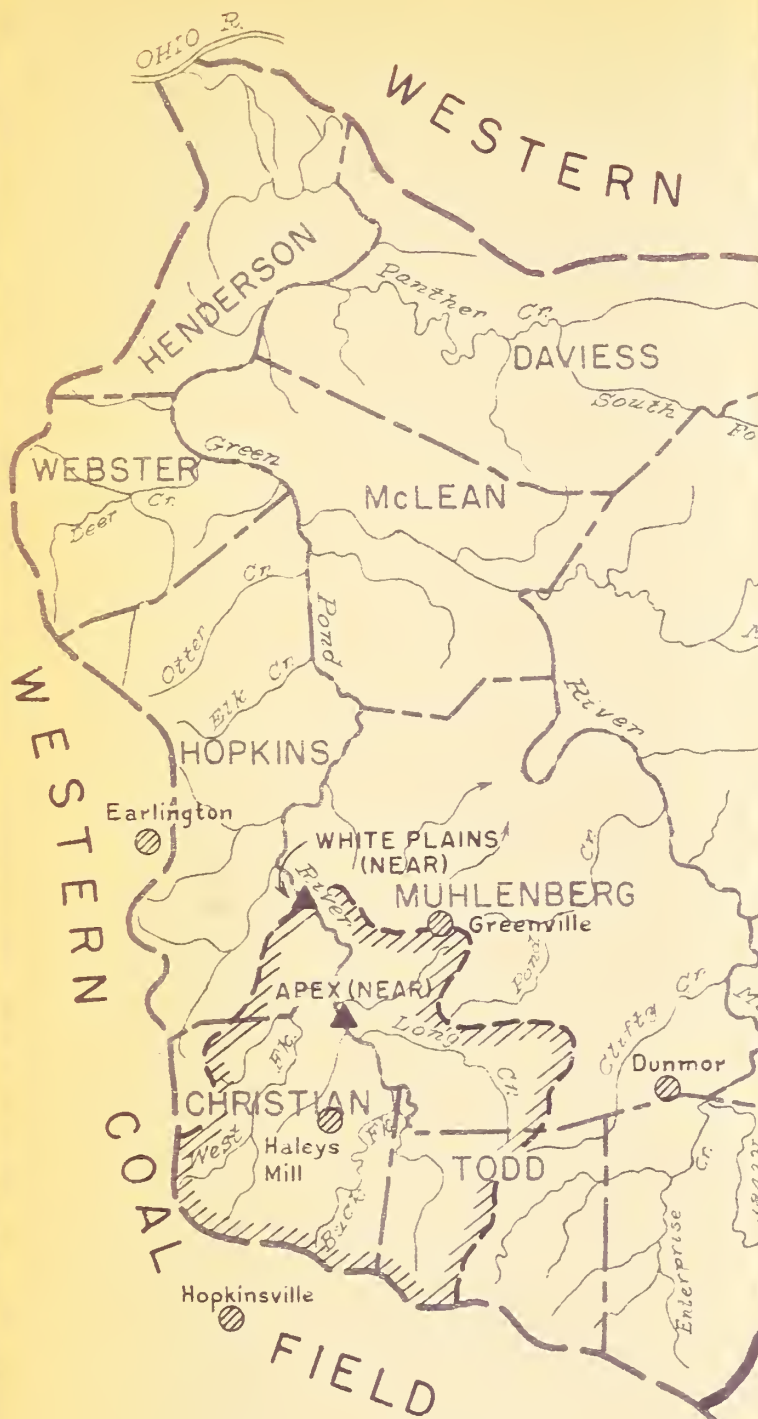 OHIO R.
WESTERN
HENDERSON
Panther Cr.
DAVIESS
South
Fo
Green
WEBSTER
McLEAN
Deer Cr.
Cr.
Otter
Pond
Elk Cr.
River
HOPKINS
WESTERN
Earlington
WHITE PLAINS
(NEAR)
River
Cr.
MUHLENBERG
Greenville
Pond
APEX (NEAR)
Long
Cr.
Clifty
Cr.
Fk.
Dunmor
CHRISTIAN
West
Haleys
Mill
Fk.
Buck
TODD
Cr.
Enterprise
COAL
Hopkinsville
FIELD